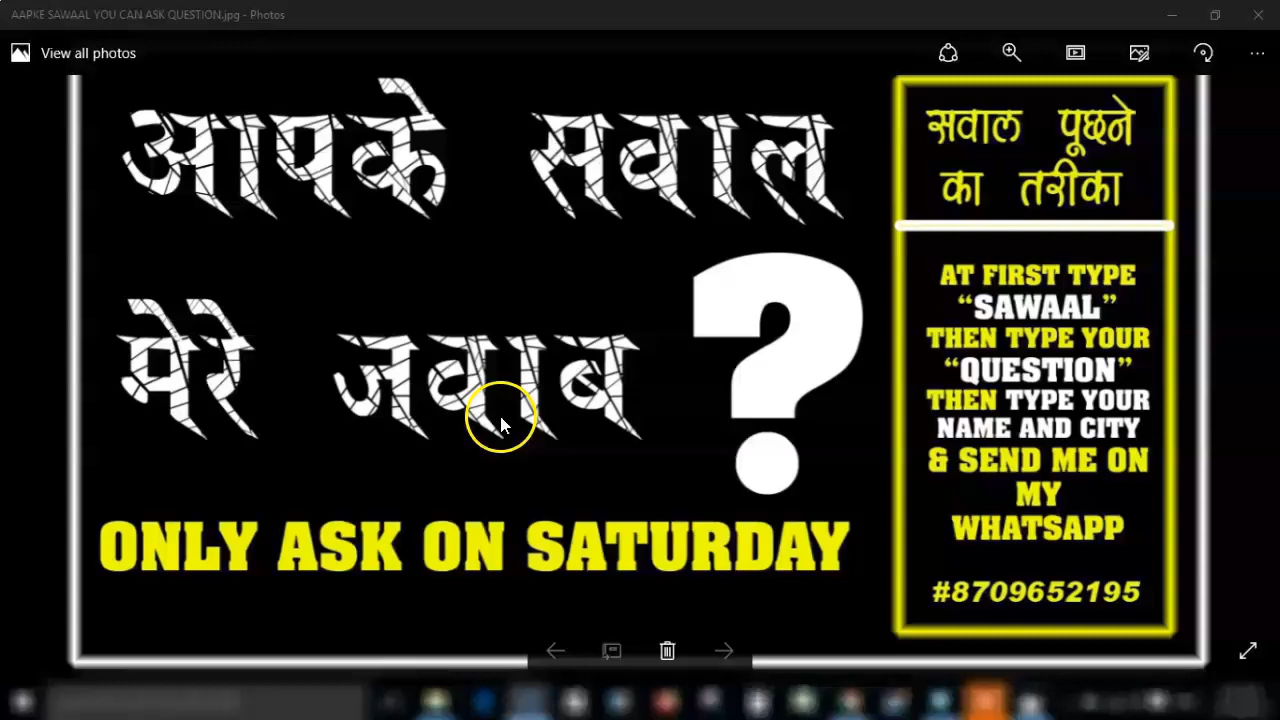 AAPKE SAWAAL YOU CAN ASK QUESTION.jpg - Photos
View all photos
आपके सवाल
मेरे जवाब ?
ONLY ASK ON SATURDAY
सवाल पूछने
का तरीका
AT FIRST TYPE
“SAWAAL”
THEN TYPE YOUR
“QUESTION”
THEN TYPE YOUR
NAME AND CITY
& SEND ME ON
MY
WHATSAPP
#8709652195